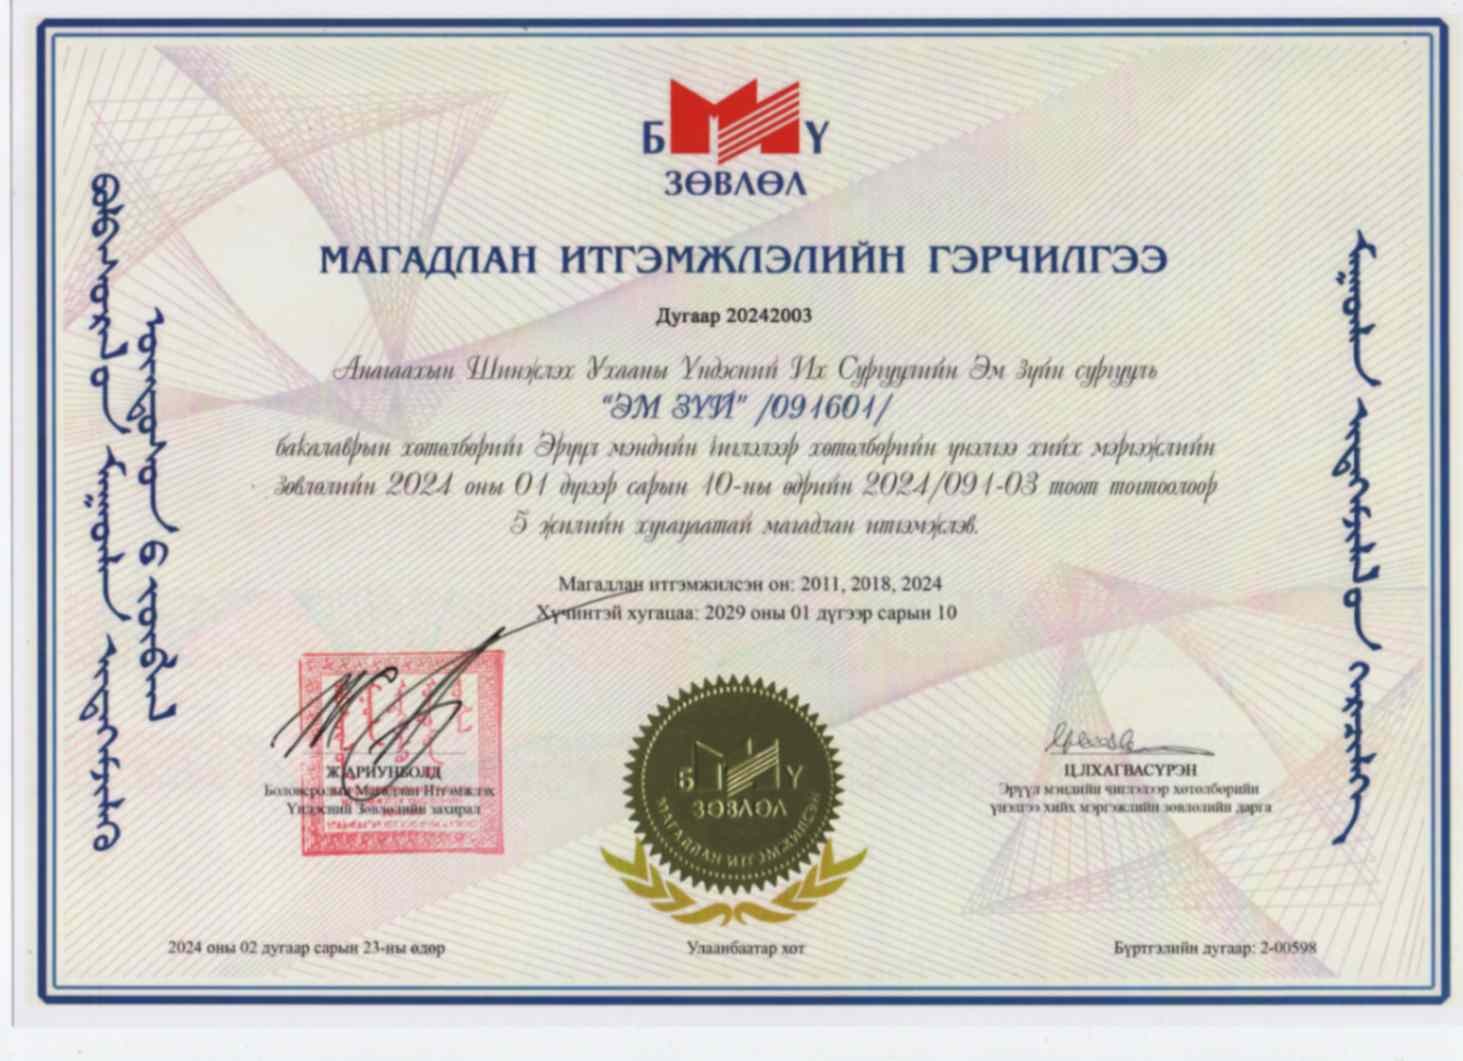 Б МИ Ү
ЗӨВЛӨЛ
МАГАДЛАН ИТГЭМЖЛЭЛИЙН ГЭРЧИЛГЭЭ
Дугаар 20242003
Анагаахын Шинжлэх Ухааны Үндэсний Их Сургуулийн Эм Зүйн сургууль
“ЭМ ЗҮЙ” /091601/
бакалаврын хөтөлбөрийг Эрүүл мэндийн чиглэлээр хөтөлбөрийн үнэлгээ хийх мэргэжлийн
Зөвлөлийн 2024 оны 01 дүгээр сарын 10-ны өдрийн 2024/091-03 тоот тогтоолоор
5 жилийн хугацаатай магадлан итгэмжлэв.
Магадлан итгэмжилсэн он: 2011, 2018, 2024
Хүчинтэй хугацаа: 2029 оны 01 дүгээр сарын 10
Ж.АРИУНБОЛД
Боловсролын Магадлан Итгэмжлэх
Үндэсний Зөвлөлийн захирал
Б Ү
ЗӨВЛӨЛ
МАГАДЛАН ИТГЭМЖИЛСЭН
Ц.ЛХАГВАСҮРЭН
Эрүүл мэндийн чиглэлээр хөтөлбөрийн
үнэлгээ хийх мэргэжлийн зөвлөлийн дарга
2024 оны 02 дугаар сарын 23-ны өдөр
Улаанбаатар хот
Бүртгэлийн дугаар: 2-00598